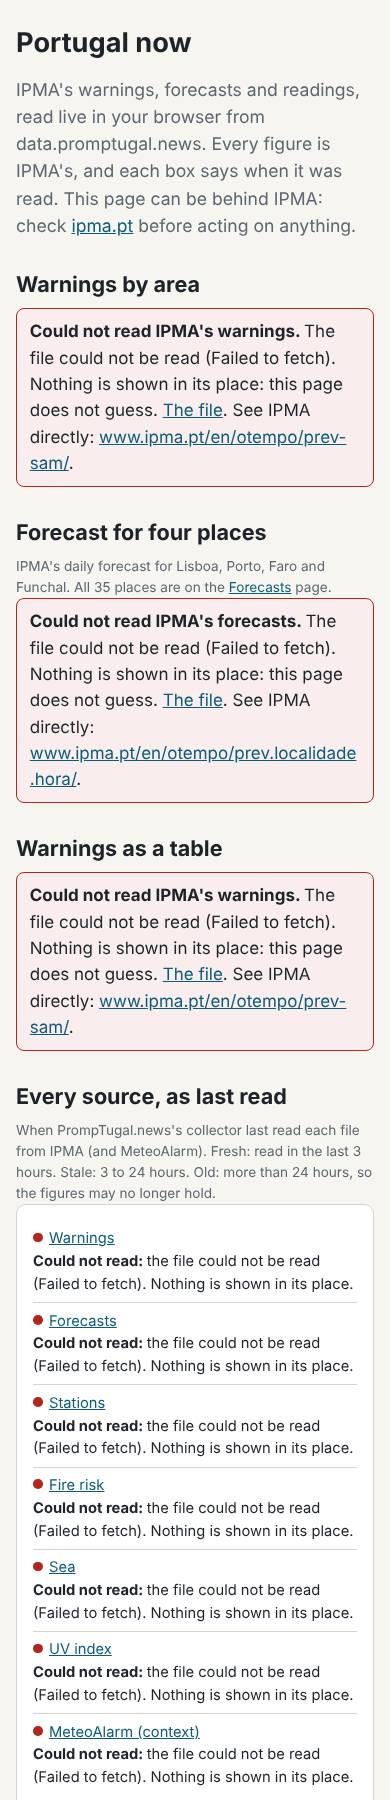 Portugal now
IPMA's warnings, forecasts and readings,
read live in your browser from
data.promptugal.news. Every figure is
IPMA's, and each box says when it was
read. This page can be behind IPMA:
check ipma.pt before acting on anything.
Warnings by area
Could not read IPMA's warnings. The
file could not be read (Failed to fetch).
Nothing is shown in its place: this page
does not guess. The file. See IPMA
directly: www.ipma.pt/en/otempo/prev-
sam/.
Forecast for four places
IPMA's daily forecast for Lisboa, Porto, Faro and
Funchal. All 35 places are on the Forecasts page.
Could not read IPMA's forecasts. The
file could not be read (Failed to fetch).
Nothing is shown in its place: this page
does not guess. The file. See IPMA
directly:
www.ipma.pt/en/otempo/prev.localidade
.hora/.
Warnings as a table
Could not read IPMA's warnings. The
file could not be read (Failed to fetch).
Nothing is shown in its place: this page
does not guess. The file. See IPMA
directly: www.ipma.pt/en/otempo/prev-
sam/.
Every source, as last read
When PrompTugal.news's collector last read each file
from IPMA (and MeteoAlarm). Fresh: read in the last 3
hours. Stale: 3 to 24 hours. Old: more than 24 hours, so
the figures may no longer hold.
Warnings
Could not read: the file could not be read
(Failed to fetch). Nothing is shown in its place.
Forecasts
Could not read: the file could not be read
(Failed to fetch). Nothing is shown in its place.
Stations
Could not read: the file could not be read
(Failed to fetch). Nothing is shown in its place.
Fire risk
Could not read: the file could not be read
(Failed to fetch). Nothing is shown in its place.
Sea
Could not read: the file could not be read
(Failed to fetch). Nothing is shown in its place.
UV index
Could not read: the file could not be read
(Failed to fetch). Nothing is shown in its place.
MeteoAlarm (context)
Could not read: the file could not be read
(Failed to fetch). Nothing is shown in its place.